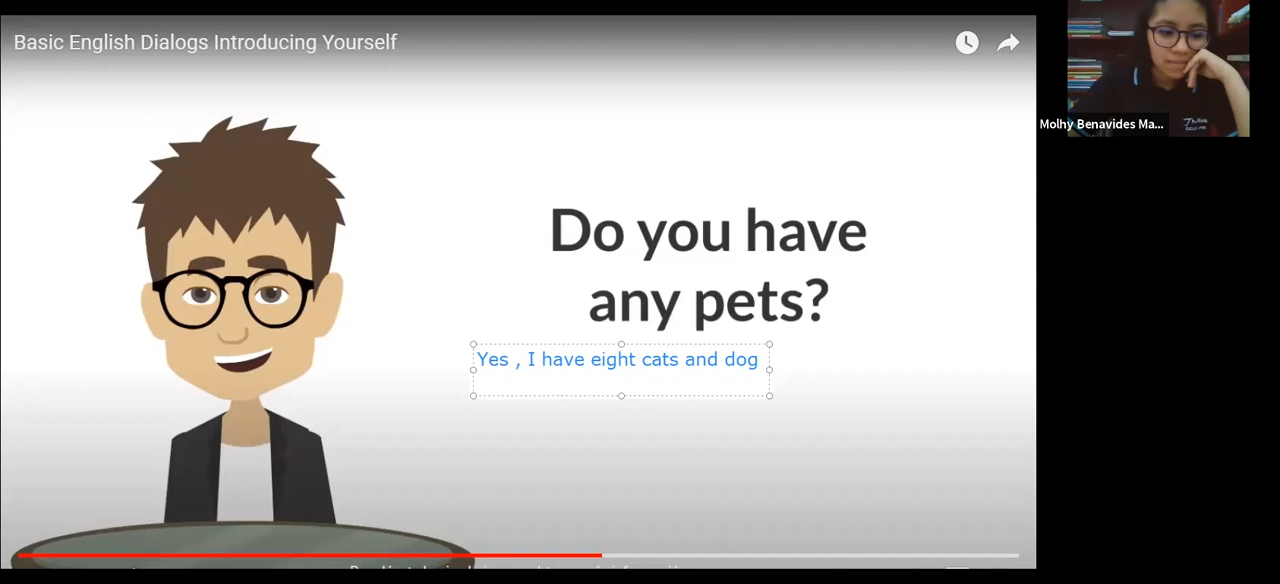 Basic English Dialogs Introducing Yourself
Molhy Benavides Ma...
Do you have
any pets?
Yes , I have eight cats and dog